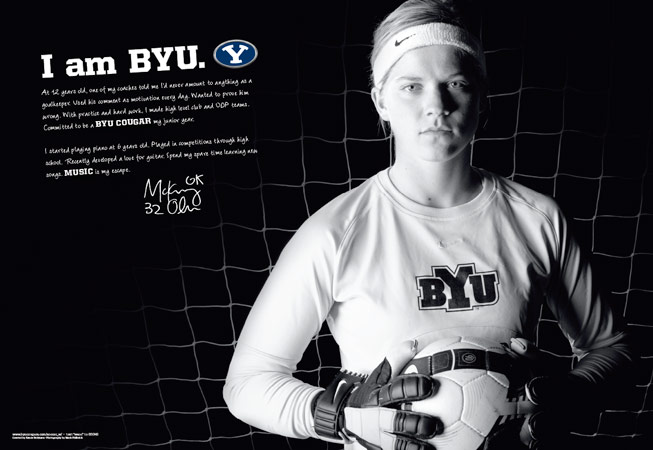 I am BYU. Y
At 12 years old, one of my coaches told me I'd never amount to anything as a
goalkeeper. Used his comment as motivation every day. Wanted to prove him
wrong. With practice and hard work, I made high level club and ODP teams.
Committed to be a BYU COUGAR my junior year.
I started playing piano at 6 years old. Played in competitions through high
school. Recently developed a love for guitar. Spend my spare time learning new
songs. MUSIC is my escape.
GK
32
BYU